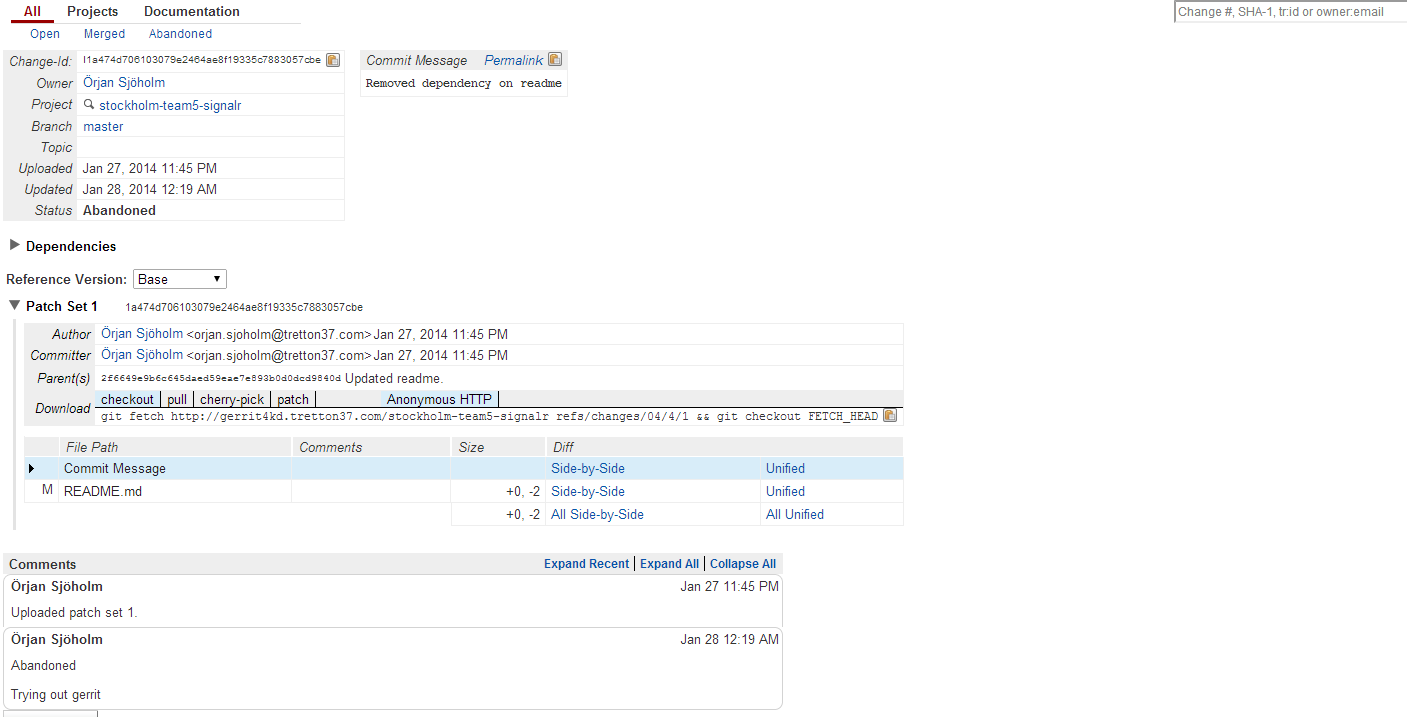 All Projects Documentation
Change #, SHA-1, tr:id or owner:email
Open Merged Abandoned
Change-Id: I1a474d706103079e2464ae8f19335c7883057cbe
Owner Örjan Sjöholm
Project stockholm-team5-signalr
Branch master
Topic
Uploaded Jan 27, 2014 11:45 PM
Updated Jan 28, 2014 12:19 AM
Status Abandoned
Commit Message Permalink
Removed dependency on readme
Dependencies
Reference Version: Base
Patch Set 1 1a474d706103079e2464ae8f19335c7883057cbe
Author Örjan Sjöholm <orjan.sjoholm@tretton37.com> Jan 27, 2014 11:45 PM
Committer Örjan Sjöholm <orjan.sjoholm@tretton37.com> Jan 27, 2014 11:45 PM
Parent(s) 2f6649e9b6c645daed59eae7e893b0d0dcd9840d Updated readme.
Download checkout pull cherry-pick patch Anonymous HTTP
git fetch http://gerrit4kd.tretton37.com/stockholm-team5-signalr refs/changes/04/4/1 && git checkout FETCH_HEAD
File Path Comments Size Diff
Commit Message Side-by-Side Unified
M README.md +0, -2 Side-by-Side Unified
+0, -2 All Side-by-Side All Unified
Comments Expand Recent Expand All Collapse All
Örjan Sjöholm Jan 27 11:45 PM
Uploaded patch set 1.
Örjan Sjöholm Jan 28 12:19 AM
Abandoned
Trying out gerrit